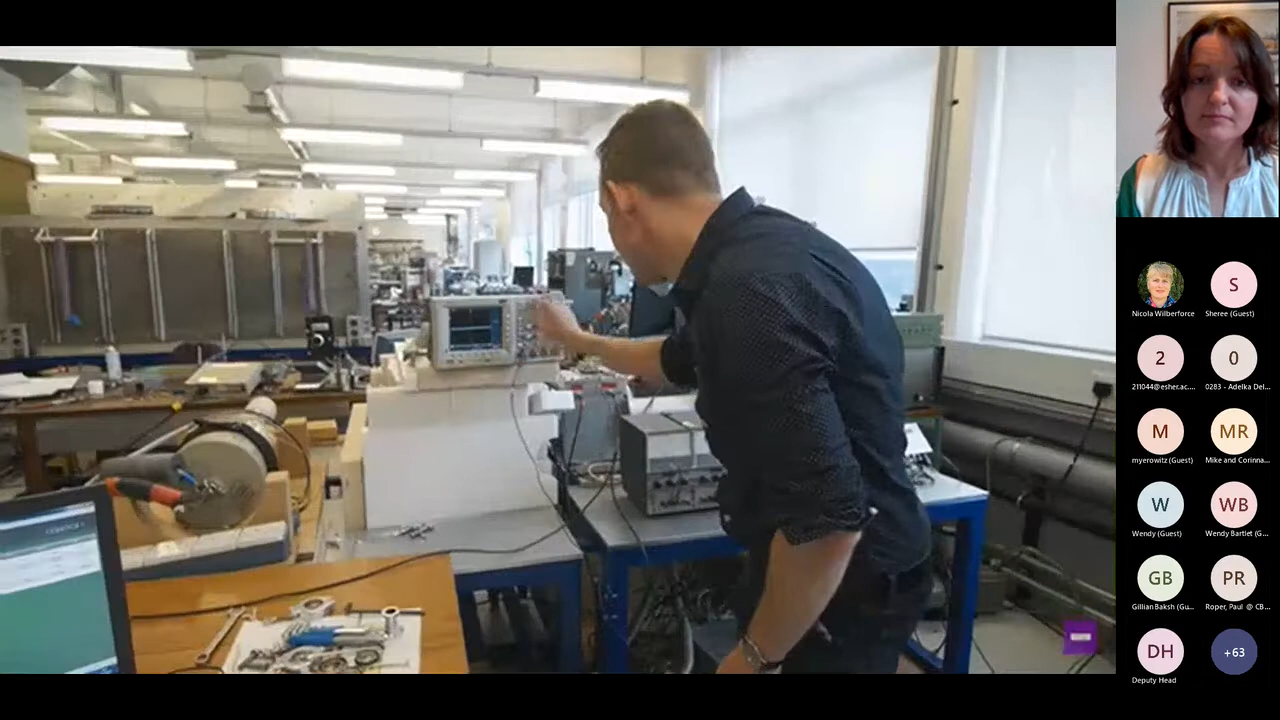 Nicola Wilberforce
S
Sheree (Guest)
2
211044@esher.ac....
0
0283 - Adelka Del...
M
myerowitz (Guest)
MR
Mike and Corinna...
W
Wendy (Guest)
WB
Wendy Bartlet (G...
GB
Gillian Baksh (Gu...
PR
Roper, Paul @ CB...
DH
Deputy Head
+63